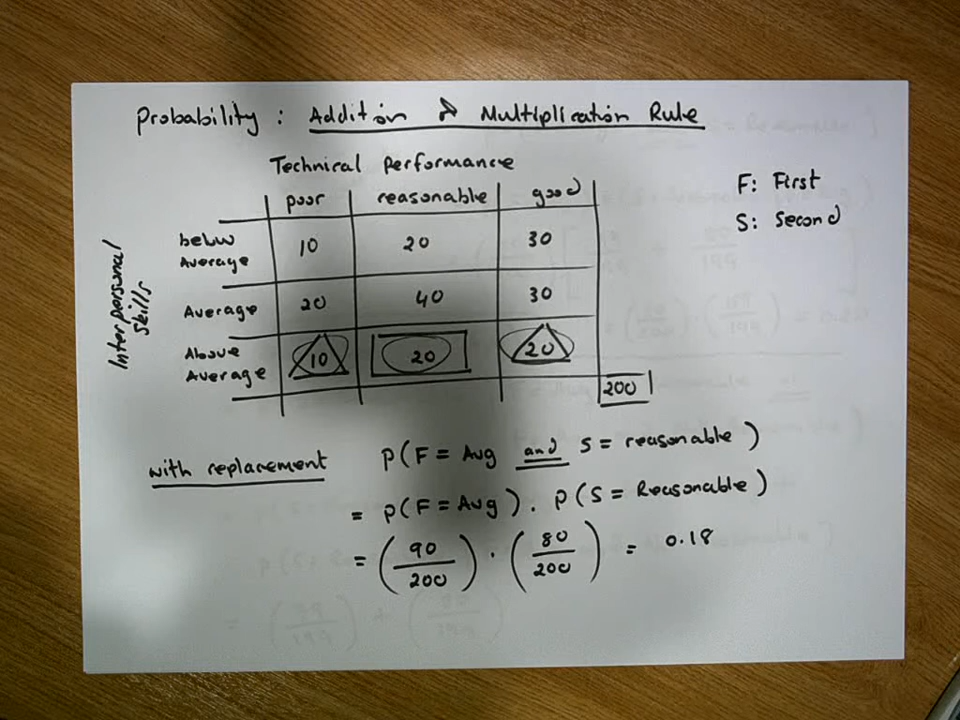 Probability : Addition & Multiplication Rule
Technical Performance
F: First
S: Second
poor reasonable good
Interpersonal skills
below Average 10 20 30
Average 20 40 30
Above Average 10 20 20
200
with replacement P(F = Avg and S = reasonable)
= P(F = Avg) . P(S = Reasonable)
= (90/200) . (80/200) = 0.18